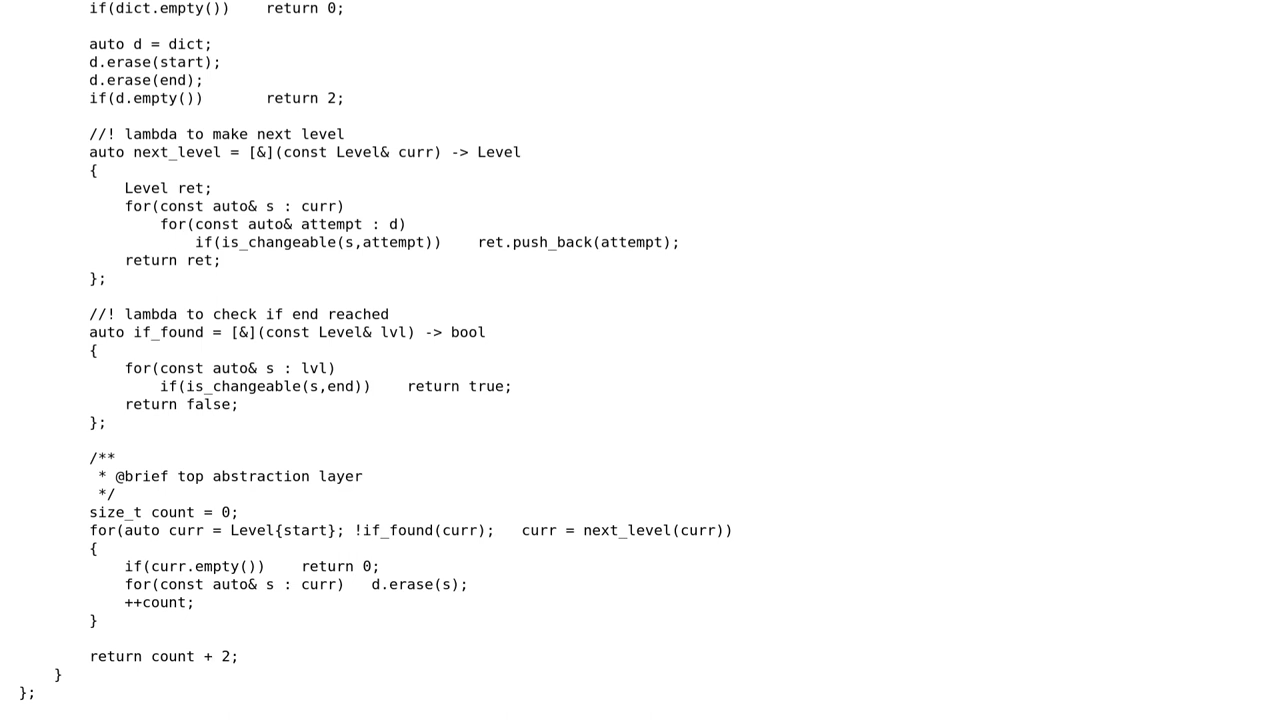 if(dict.empty())    return 0;
auto d = dict;
d.erase(start);
d.erase(end);
if(d.empty())       return 2;
//! lambda to make next level
auto next_level = [&](const Level& curr) -> Level
{
Level ret;
for(const auto& s : curr)
for(const auto& attempt : d)
if(is_changeable(s,attempt))    ret.push_back(attempt);
return ret;
};
//! lambda to check if end reached
auto if_found = [&](const Level& lvl) -> bool
{
for(const auto& s : lvl)
if(is_changeable(s,end))    return true;
return false;
};
/**
* @brief top abstraction layer
*/
size_t count = 0;
for(auto curr = Level{start}; !if_found(curr);   curr = next_level(curr))
{
if(curr.empty())    return 0;
for(const auto& s : curr)   d.erase(s);
++count;
}
return count + 2;
}
};